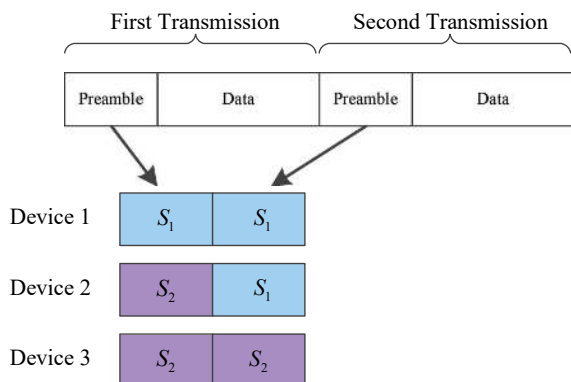 First Transmission Second Transmission
Preamble Data Preamble Data
Device 1 S₁ S₁
Device 2 S₂ S₁
Device 3 S₂ S₂